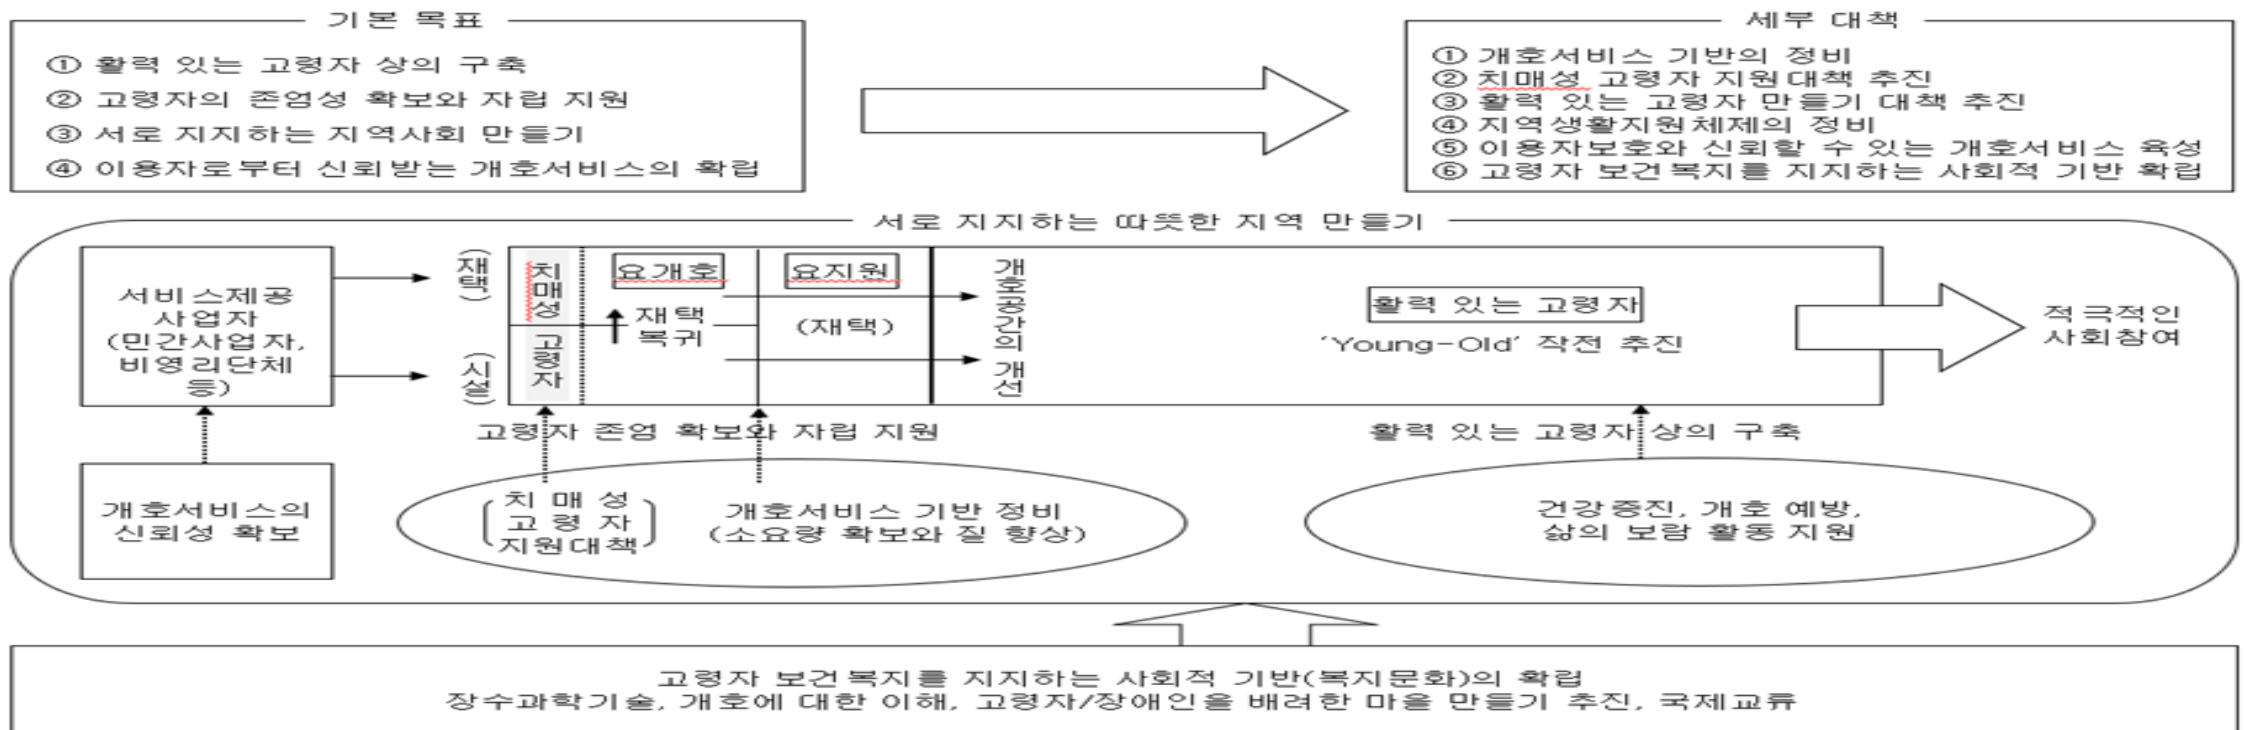 기본 목표
① 활력 있는 고령자 상의 구축
② 고령자의 존엄성 확보와 자립 지원
③ 서로 지지하는 지역사회 만들기
④ 이용자로부터 신뢰받는 개호서비스의 확립
세부 대책
① 개호서비스 기반의 정비
② 치매성 고령자 지원대책 추진
③ 활력 있는 고령자 만들기 대책 추진
④ 지역생활지원체제의 정비
⑤ 이용자보호와 신뢰할 수 있는 개호서비스 육성
⑥ 고령자 보건복지를 지지하는 사회적 기반 확립
서로 지지하는 따뜻한 지역 만들기
서비스제공
사업자
(민간사업자,
비영리단체
등)
(재택)
(시설)
치매성 고령자
요개호
재택
복귀
요지원
(재택)
개호공간의 개선
활력 있는 고령자
‘Young-Old’ 작전 추진
적극적인
사회참여
고령자 존엄 확보와 자립 지원
활력 있는 고령자 상의 구축
개호서비스의
신뢰성 확보
치 매 성
고 령 자
지원대책
개호서비스 기반 정비
(소요량 확보와 질 향상)
건강증진, 개호 예방,
삶의 보람 활동 지원
고령자 보건복지를 지지하는 사회적 기반(복지문화)의 확립
장수과학기술, 개호에 대한 이해, 고령자/장애인을 배려한 마을 만들기 추진, 국제교류